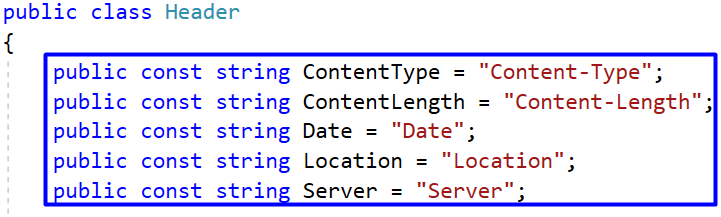 public class Header
{
public const string ContentType = "Content-Type";
public const string ContentLength = "Content-Length";
public const string Date = "Date";
public const string Location = "Location";
public const string Server = "Server";